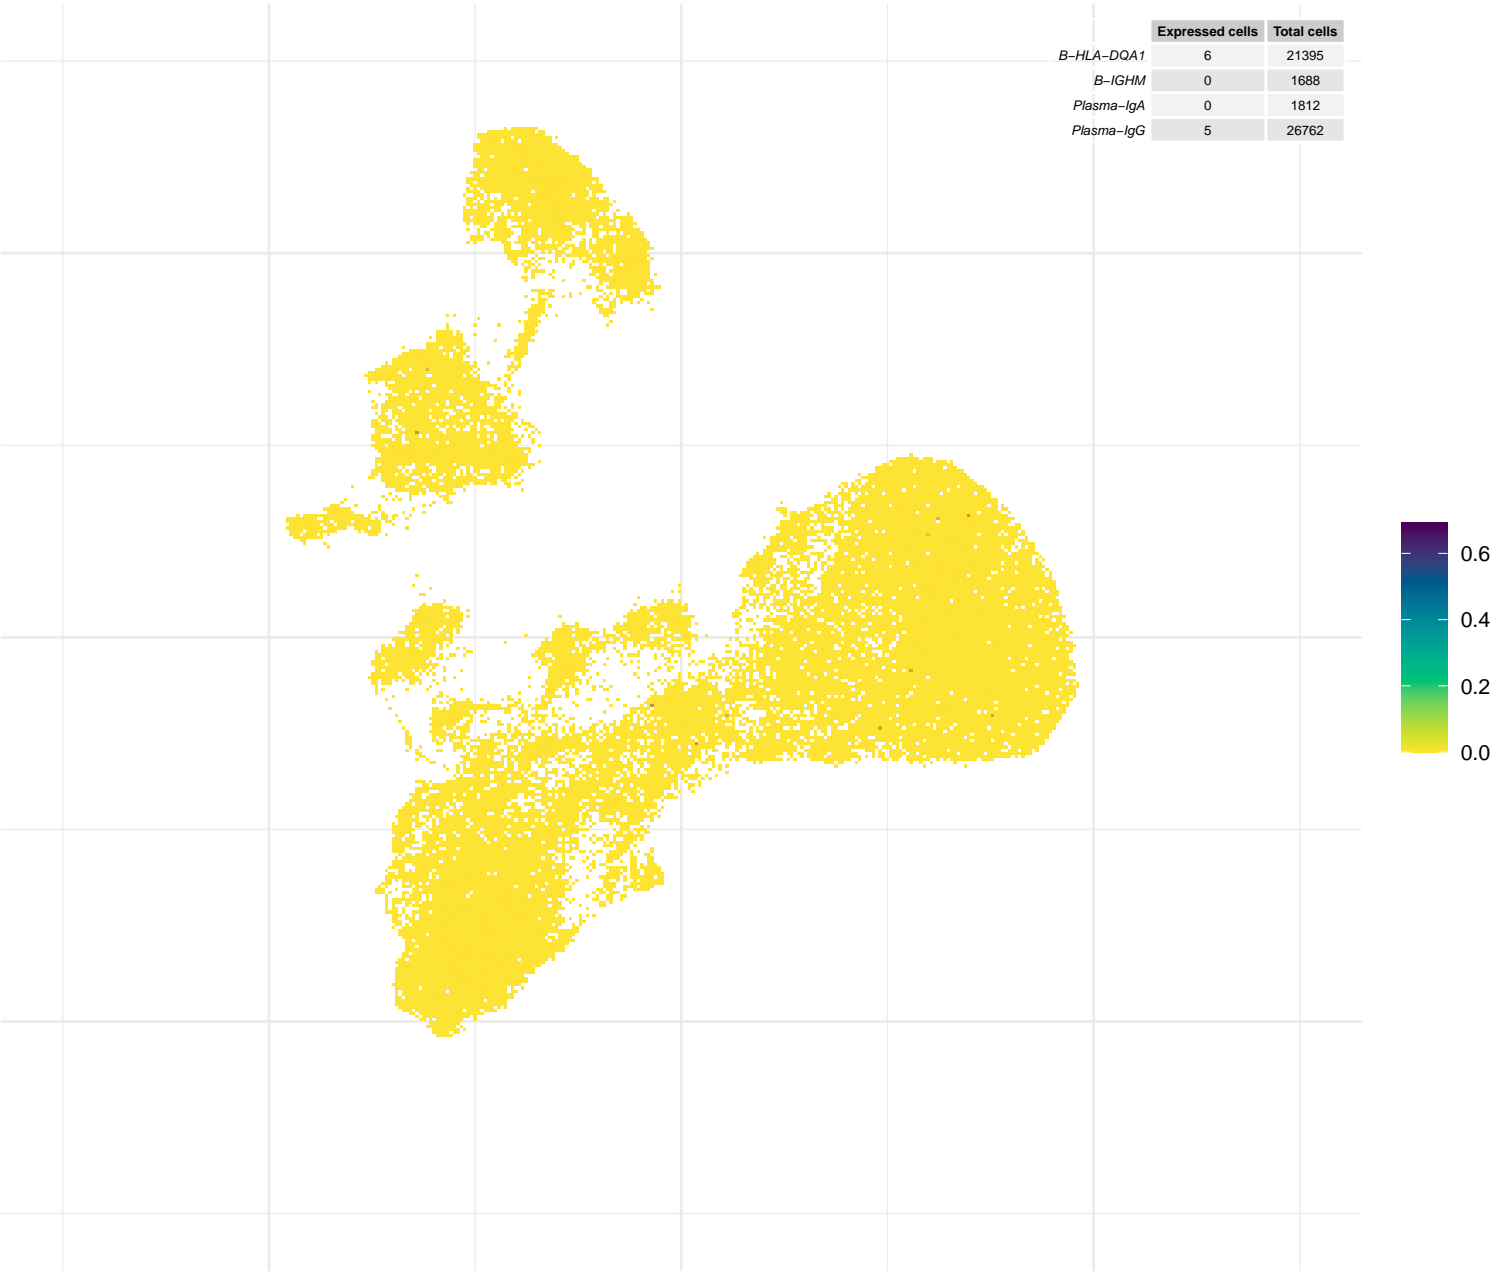 Expressed cells Total cells
B−HLA−DQA1 6 21395
B−IGHM 0 1688
Plasma−IgA 0 1812
Plasma−IgG 5 26762
0.6
0.4
0.2
0.0